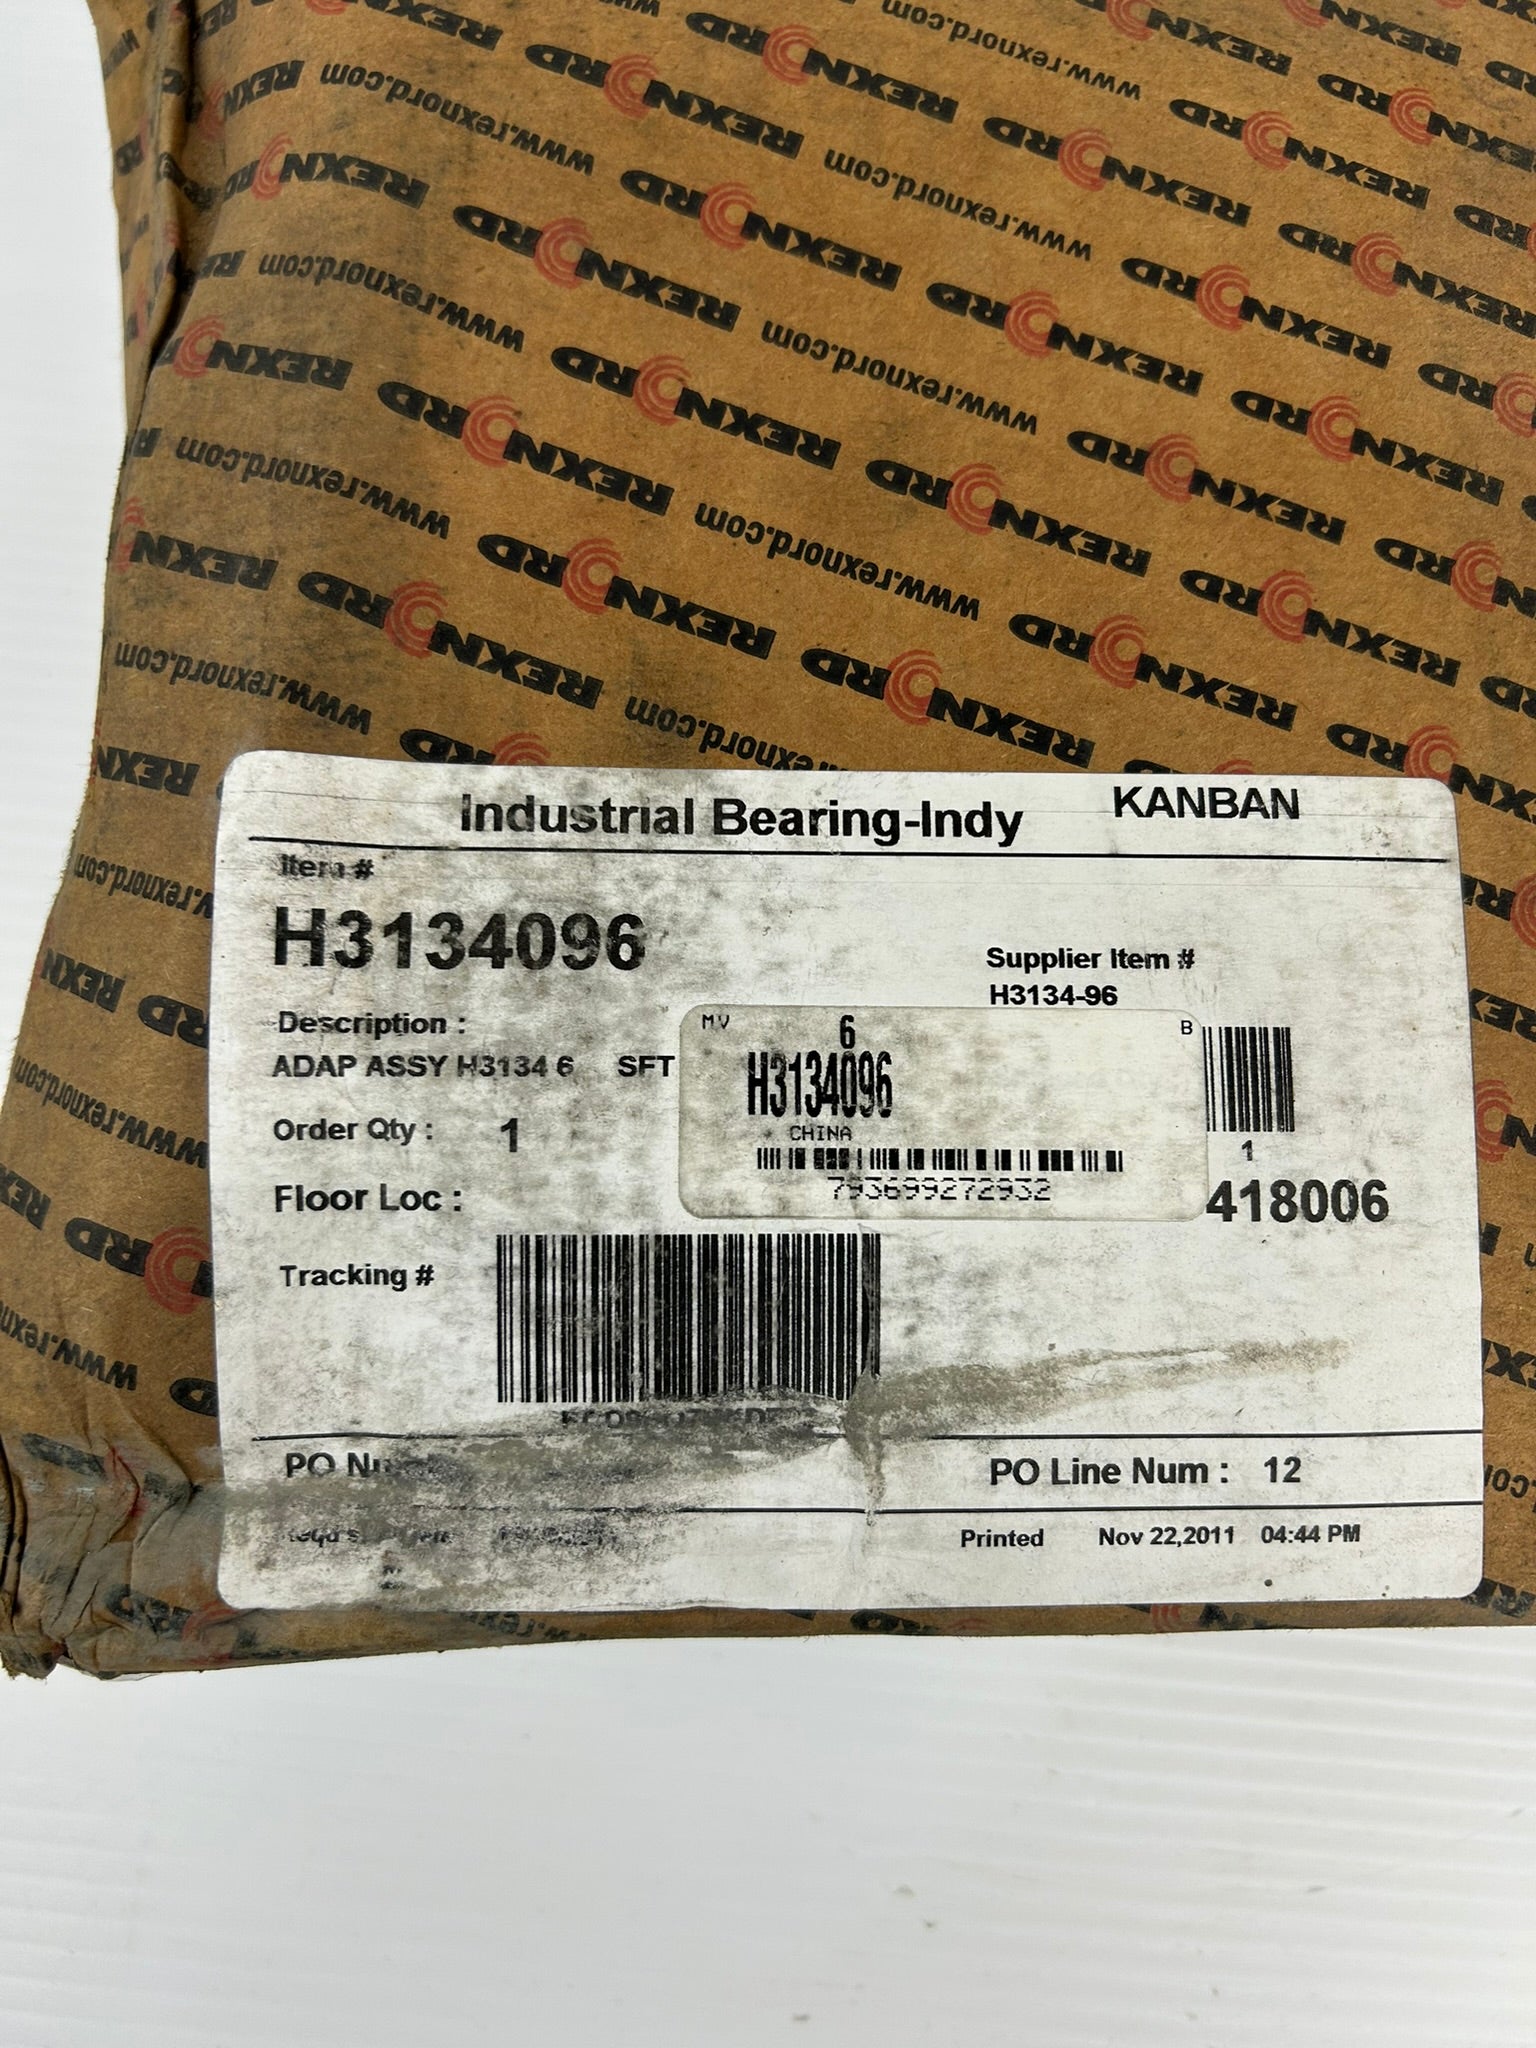 REXNORD REXNORD
www.rexnord.com
Industrial Bearing-Indy KANBAN
Item #
H3134096
Supplier Item #
H3134-96
Description :
ADAP ASSY H3134 6 SFT
MV 6 B
H3134096
CHINA
793699272932
Order Qty : 1
1
Floor Loc :
418006
Tracking #
PO Line Num : 12
Printed Nov 22,2011 04:44 PM